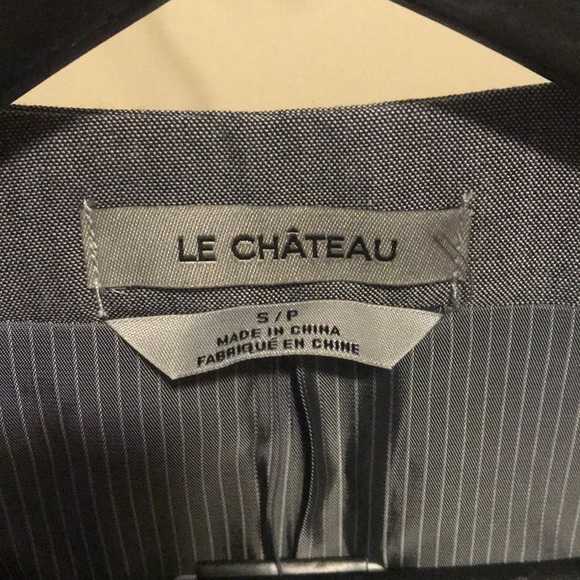 LE CHÂTEAU
S/P
MADE IN CHINA
FABRIQUÉ EN CHINE